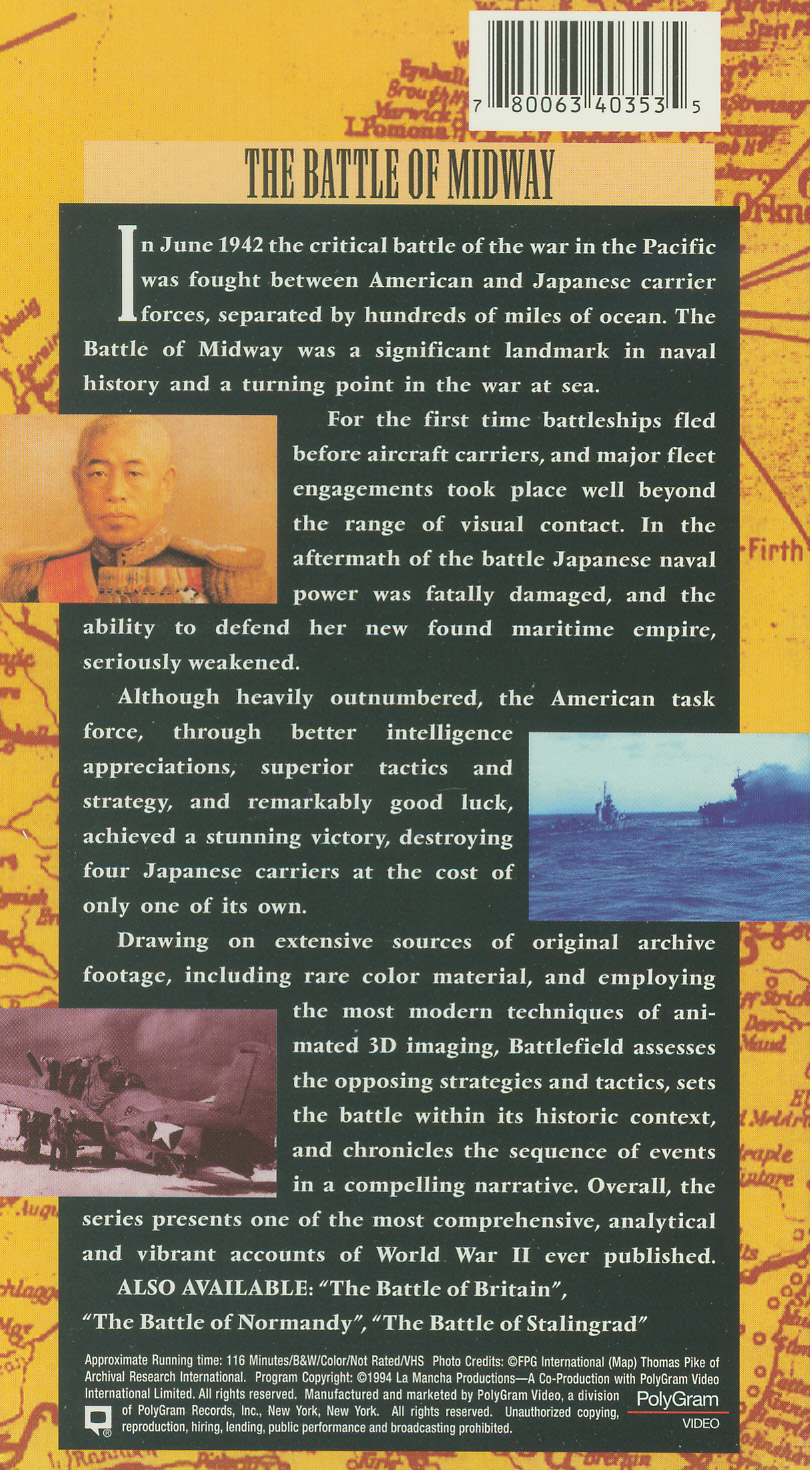 7 80063 40353 5
THE BATTLE OF MIDWAY
In June 1942 the critical battle of the war in the Pacific
was fought between American and Japanese carrier
forces, separated by hundreds of miles of ocean. The
Battle of Midway was a significant landmark in naval
history and a turning point in the war at sea.
For the first time battleships fled
before aircraft carriers, and major fleet
engagements took place well beyond
the range of visual contact. In the
aftermath of the battle Japanese naval
power was fatally damaged, and the
ability to defend her new found maritime empire,
seriously weakened.
Although heavily outnumbered, the American task
force, through better intelligence
appreciations, superior tactics and
strategy, and remarkably good luck,
achieved a stunning victory, destroying
four Japanese carriers at the cost of
only one of its own.
Drawing on extensive sources of original archive
footage, including rare color material, and employing
the most modern techniques of ani-
mated 3D imaging, Battlefield assesses
the opposing strategies and tactics, sets
the battle within its historic context,
and chronicles the sequence of events
in a compelling narrative. Overall, the
series presents one of the most comprehensive, analytical
and vibrant accounts of World War II ever published.
ALSO AVAILABLE: “The Battle of Britain”,
“The Battle of Normandy”, “The Battle of Stalingrad”
Approximate Running time: 116 Minutes/B&W/Color/Not Rated/VHS Photo Credits: ©FPG International (Map) Thomas Pike of
Archival Research International. Program Copyright: ©1994 La Mancha Productions—A Co-Production with PolyGram Video
International Limited. All rights reserved. Manufactured and marketed by PolyGram Video, a division
of PolyGram Records, Inc., New York, New York. All rights reserved. Unauthorized copying,
reproduction, hiring, lending, public performance and broadcasting prohibited.
PolyGram
VIDEO
I.Pomona
Firth